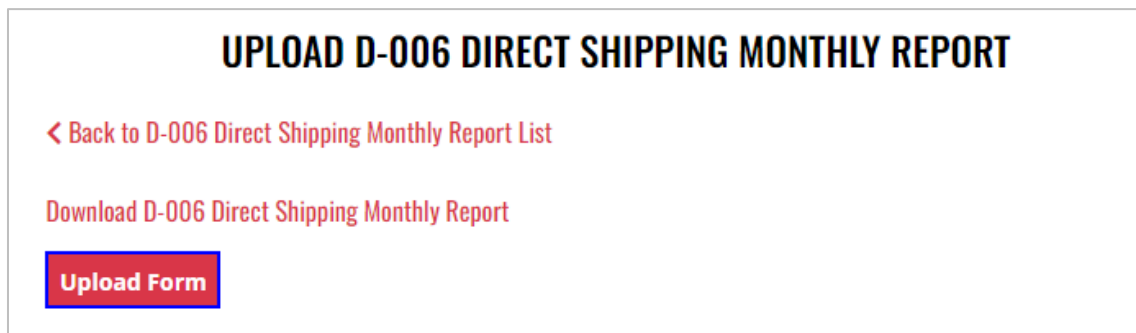 UPLOAD D-006 DIRECT SHIPPING MONTHLY REPORT
Back to D-006 Direct Shipping Monthly Report List
Download D-006 Direct Shipping Monthly Report
Upload Form